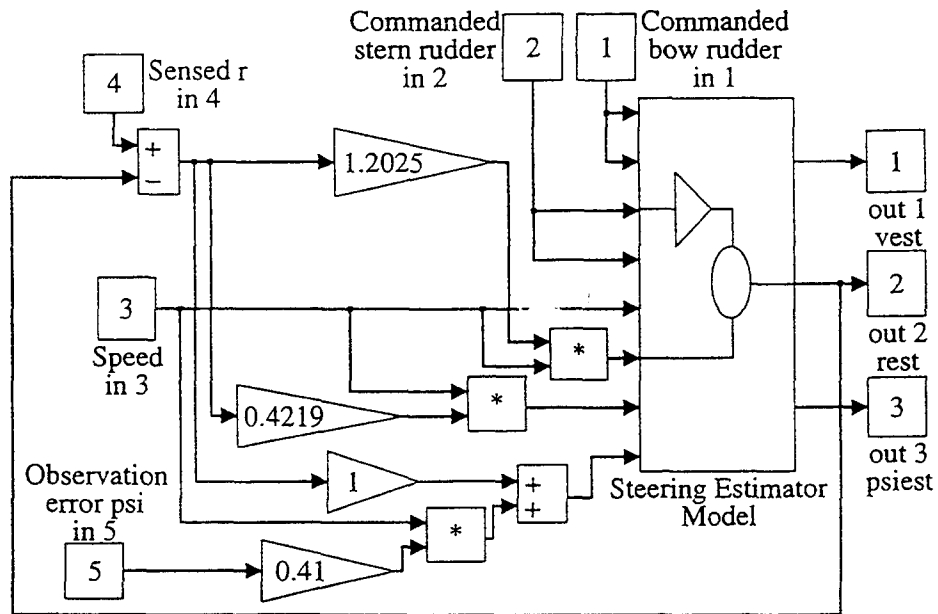 Commanded
stern rudder
in 2
2
1
Commanded
bow rudder
in 1
4
Sensed r
in 4
+
−
1.2025
1
out 1
vest
3
Speed
in 3
2
out 2
rest
*
*
0.4219
3
out 3
psiest
Observation
error psi
in 5
1
+
+
Steering Estimator
Model
*
5
0.41